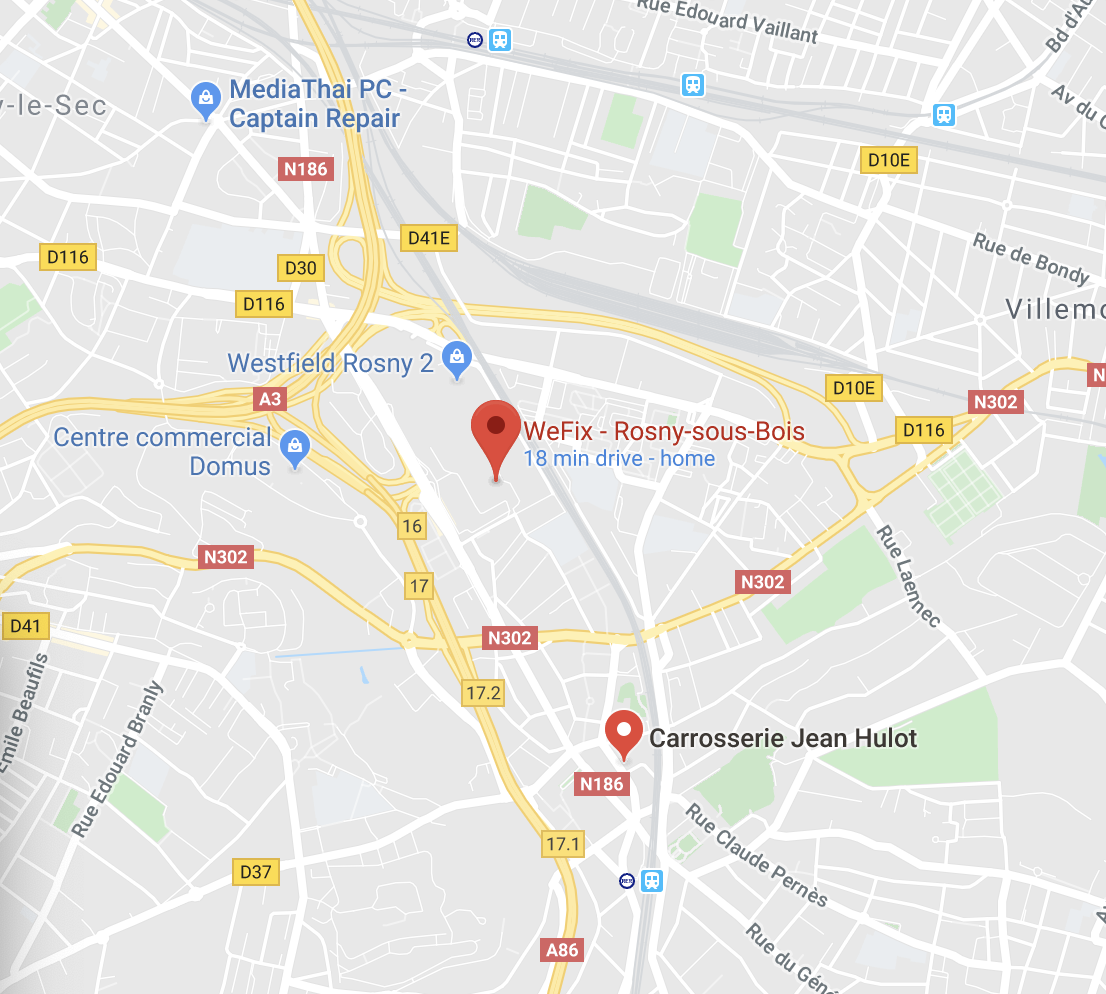 Rue Edouard Vaillant
RER
Bd d'Au
MediaThai PC -
Captain Repair
y-le-Sec
Av du C
D10E
N186
D41E
D116
Rue de Bondy
D30
D116
Villemo
Westfield Rosny 2
N
D10E
A3
N302
WeFix - Rosny-sous-Bois
18 min drive - home
D116
Centre commercial
Domus
16
N302
17
N302
Rue Laennec
D41
N302
Emile Beaufils
17.2
Rue Edouard Branly
Carrosserie Jean Hulot
N186
Rue Claude Pernès
17.1
D37
RER
A86
Rue du Géné